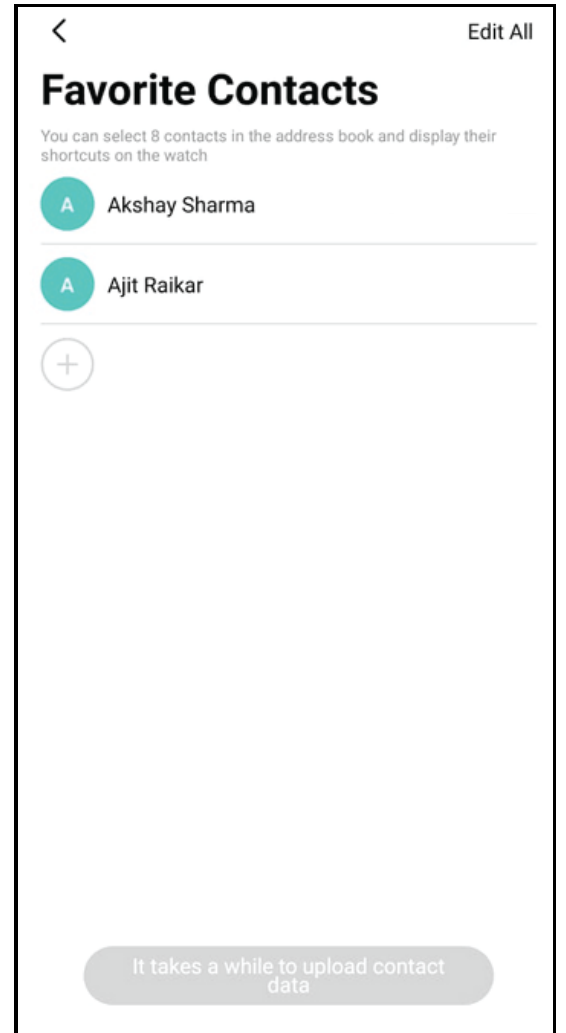 Edit All
Favorite Contacts
You can select 8 contacts in the address book and display their
shortcuts on the watch
A
Akshay Sharma
A
Ajit Raikar
It takes a while to upload contact
data